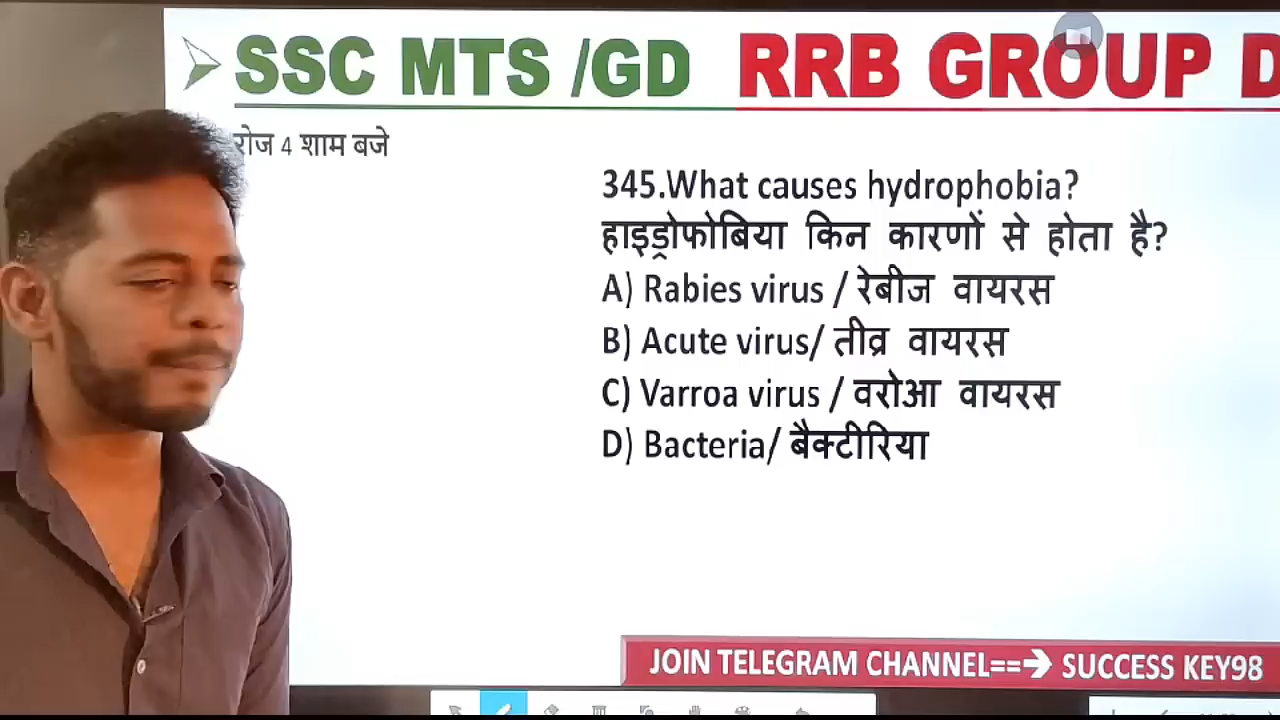 SSC MTS /GD RRB GROUP D
रोज 4 शाम बजे
345.What causes hydrophobia?
हाइड्रोफोबिया किन कारणों से होता है?
A) Rabies virus / रेबीज वायरस
B) Acute virus/ तीव्र वायरस
C) Varroa virus / वरोआ वायरस
D) Bacteria/ बैक्टीरिया
JOIN TELEGRAM CHANNEL==➔ SUCCESS KEY98